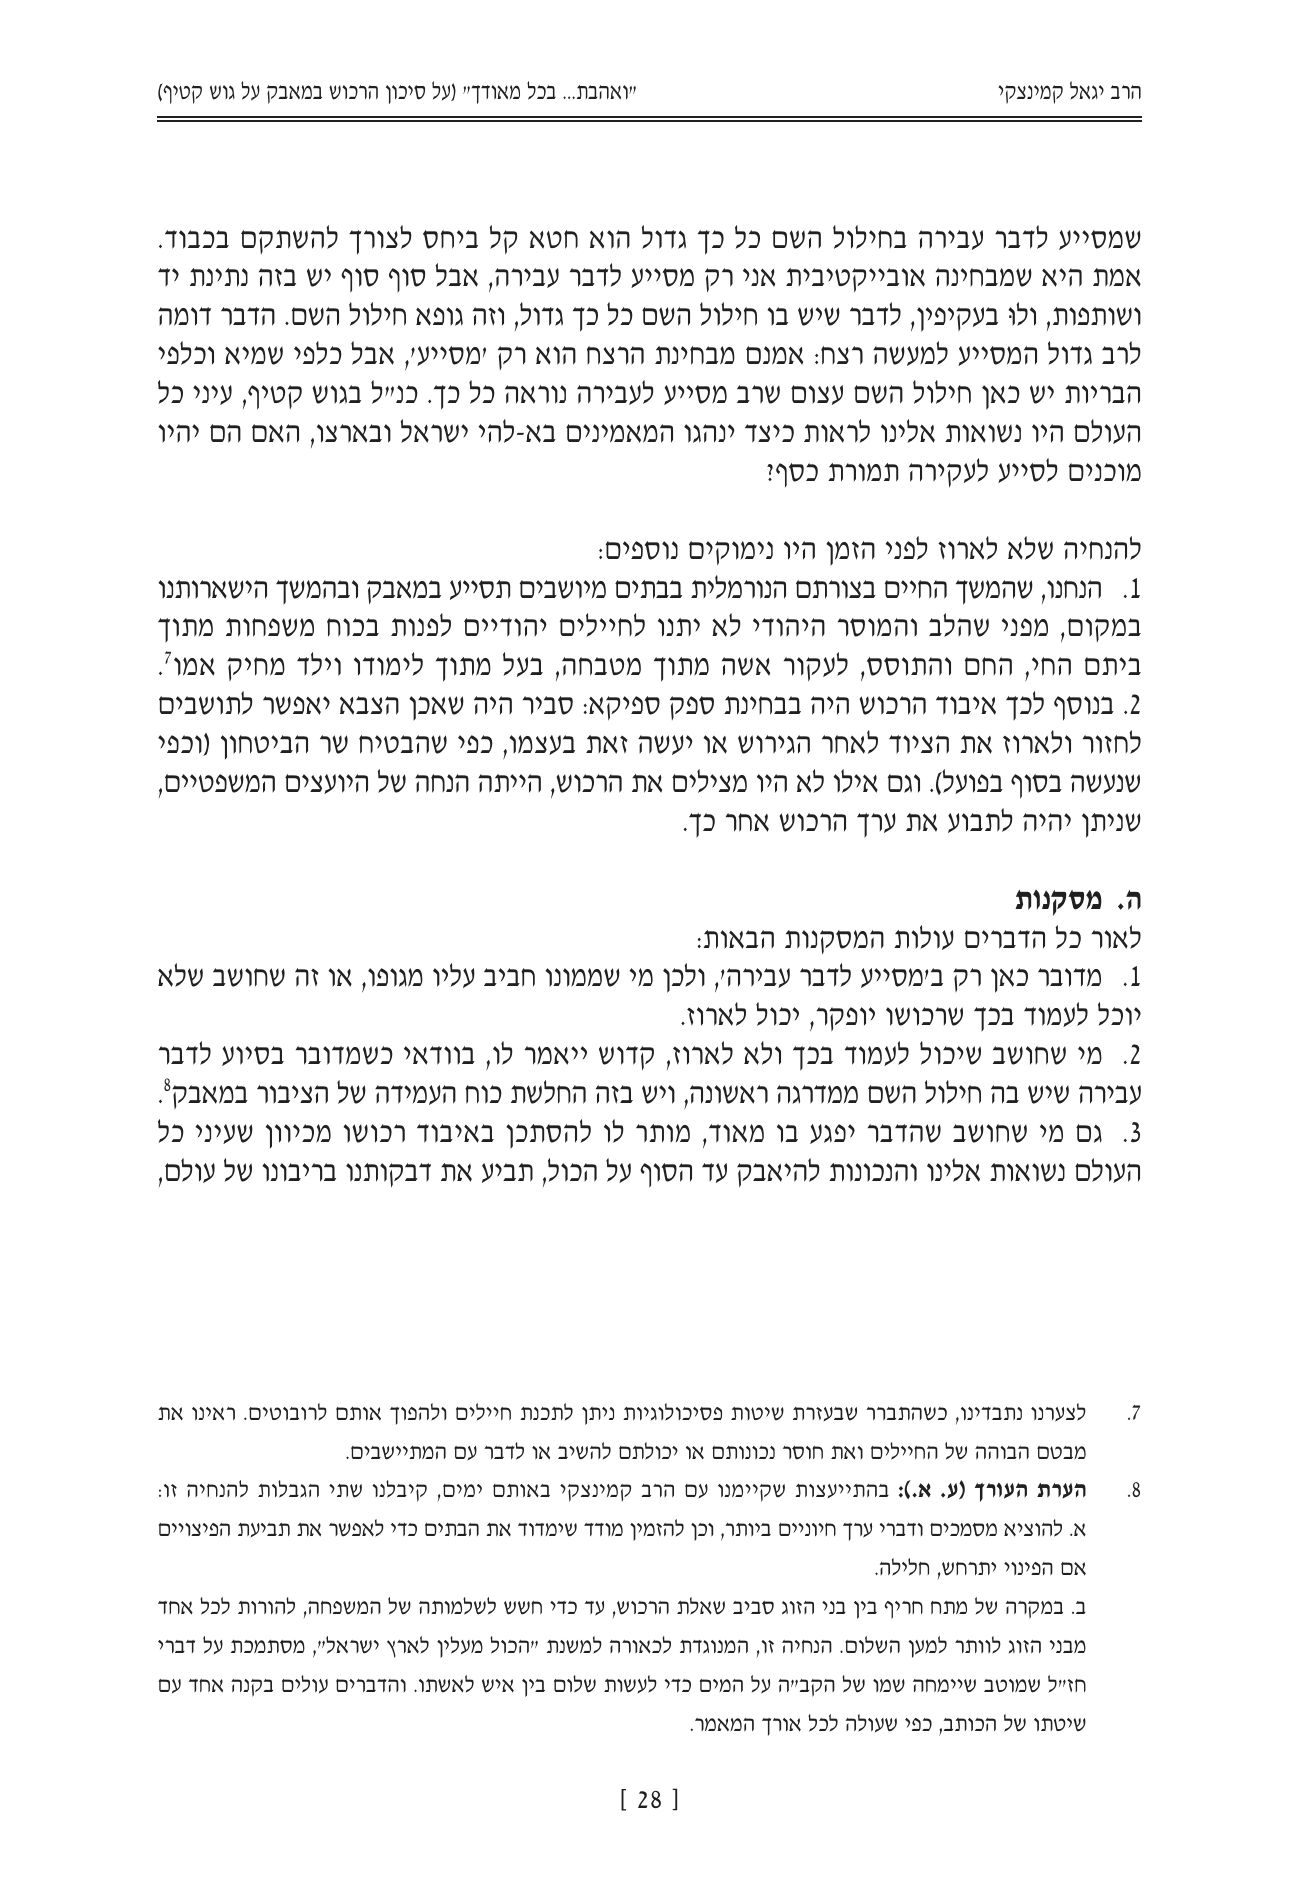 הרב יגאל קמינצקי
"ואהבת... בכל מאודך" (על סיכון הרכוש במאבק על גוש קטיף)
שמסייע לדבר עבירה בחילול השם כל כך גדול הוא חטא קל ביחס לצורך להשתקם בכבוד.
אמת היא שמבחינה אובייקטיבית אני רק מסייע לדבר עבירה, אבל סוף סוף יש בזה נתינת יד
ושותפות, ולוּ בעקיפין, לדבר שיש בו חילול השם כל כך גדול, וזה גופא חילול השם. הדבר דומה
לרב גדול המסייע למעשה רצח: אמנם מבחינת הרצח הוא רק 'מסייע', אבל כלפי שמיא וכלפי
הבריות יש כאן חילול השם עצום שרב מסייע לעבירה נוראה כל כך. כנ"ל בגוש קטיף, עיני כל
העולם היו נשואות אלינו לראות כיצד ינהגו המאמינים בא-להי ישראל ובארצו, האם הם יהיו
מוכנים לסייע לעקירה תמורת כסף?
להנחיה שלא לארוז לפני הזמן היו נימוקים נוספים:
1. הנחנו, שהמשך החיים בצורתם הנורמלית בבתים מיושבים תסייע במאבק ובהמשך הישארותנו
במקום, מפני שהלב והמוסר היהודי לא יתנו לחיילים יהודיים לפנות בכוח משפחות מתוך
ביתם החי, החם והתוסס, לעקור אשה מתוך מטבחה, בעל מתוך לימודו וילד מחיק אמו7.
2. בנוסף לכך איבוד הרכוש היה בבחינת ספק ספיקא: סביר היה שאכן הצבא יאפשר לתושבים
לחזור ולארוז את הציוד לאחר הגירוש או יעשה זאת בעצמו, כפי שהבטיח שר הביטחון (וכפי
שנעשה בסוף בפועל). וגם אילו לא היו מצילים את הרכוש, הייתה הנחה של היועצים המשפטיים,
שניתן יהיה לתבוע את ערך הרכוש אחר כך.
ה. מסקנות
לאור כל הדברים עולות המסקנות הבאות:
1. מדובר כאן רק ב'מסייע לדבר עבירה', ולכן מי שממונו חביב עליו מגופו, או זה שחושב שלא
יוכל לעמוד בכך שרכושו יופקר, יכול לארוז.
2. מי שחושב שיכול לעמוד בכך ולא לארוז, קדוש ייאמר לו, בוודאי כשמדובר בסיוע לדבר
עבירה שיש בה חילול השם ממדרגה ראשונה, ויש בזה החלשת כוח העמידה של הציבור במאבק8.
3. גם מי שחושב שהדבר יפגע בו מאוד, מותר לו להסתכן באיבוד רכושו מכיוון שעיני כל
העולם נשואות אלינו והנכונות להיאבק עד הסוף על הכול, תביע את דבקותנו בריבונו של עולם,
7. לצערנו נתבדינו, כשהתברר שבעזרת שיטות פסיכולוגיות ניתן לתכנת חיילים ולהפוך אותם לרובוטים. ראינו את
מבטם הבוהה של החיילים ואת חוסר נכונותם או יכולתם להשיב או לדבר עם המתיישבים.
8. הערת העורך (ע. א.): בהתייעצות שקיימנו עם הרב קמינצקי באותם ימים, קיבלנו שתי הגבלות להנחיה זו:
א. להוציא מסמכים ודברי ערך חיוניים ביותר, וכן להזמין מודד שימדוד את הבתים כדי לאפשר את תביעת הפיצויים
אם הפינוי יתרחש, חלילה.
ב. במקרה של מתח חריף בין בני הזוג סביב שאלת הרכוש, עד כדי חשש לשלמותה של המשפחה, להורות לכל אחד
מבני הזוג לוותר למען השלום. הנחיה זו, המנוגדת לכאורה למשנת "הכול מעלין לארץ ישראל", מסתמכת על דברי
חז"ל שמוטב שיימחה שמו של הקב"ה על המים כדי לעשות שלום בין איש לאשתו. והדברים עולים בקנה אחד עם
שיטתו של הכותב, כפי שעולה לכל אורך המאמר.
[ 28 ]